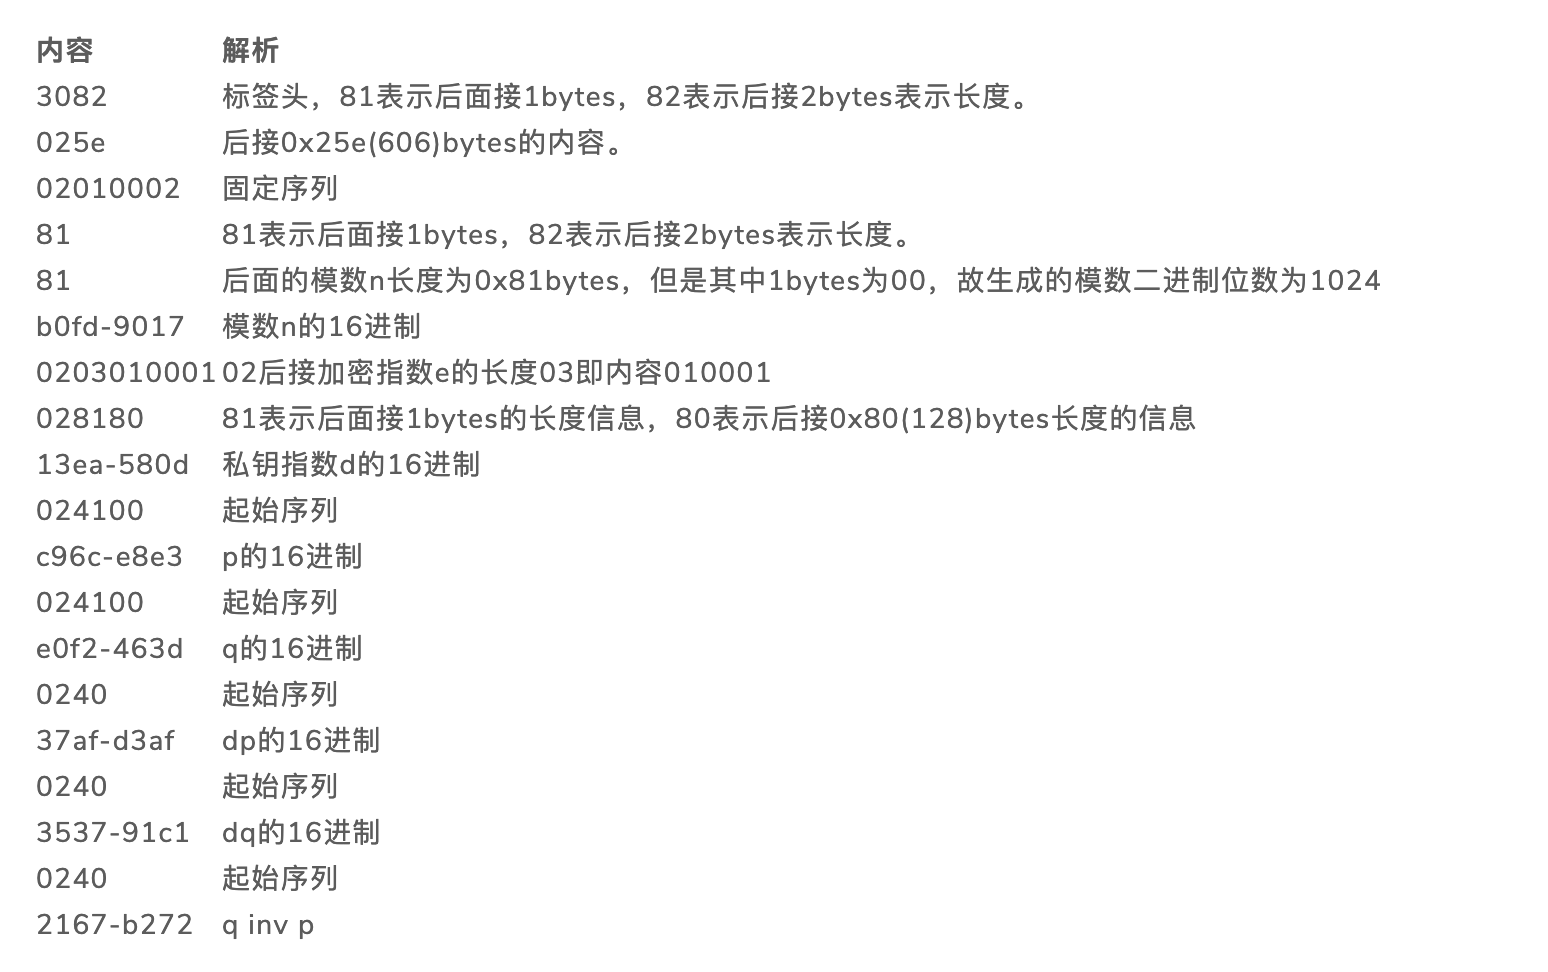 内容 解析
3082 标签头，81表示后面接1bytes，82表示后接2bytes表示长度。
025e 后接0x25e(606)bytes的内容。
02010002 固定序列
81 81表示后面接1bytes，82表示后接2bytes表示长度。
81 后面的模数n长度为0x81bytes，但是其中1bytes为00，故生成的模数二进制位数为1024
b0fd-9017 模数n的16进制
0203010001 02后接加密指数e的长度03即内容010001
028180 81表示后面接1bytes的长度信息，80表示后接0x80(128)bytes长度的信息
13ea-580d 私钥指数d的16进制
024100 起始序列
c96c-e8e3 p的16进制
024100 起始序列
e0f2-463d q的16进制
0240 起始序列
37af-d3af dp的16进制
0240 起始序列
3537-91c1 dq的16进制
0240 起始序列
2167-b272 q inv p